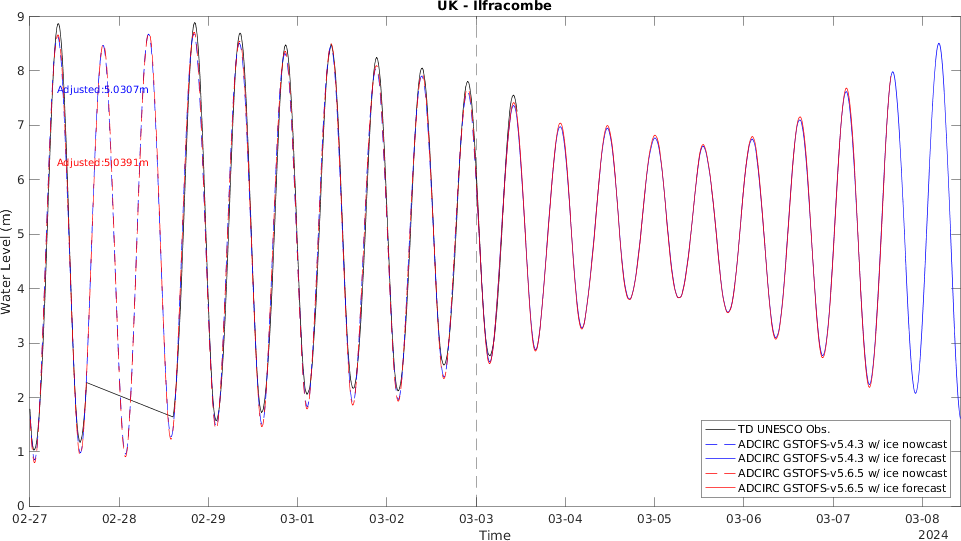 UK - Ilfracombe
9
8
7
6
5
4
3
2
1
0
Water Level (m)
Adjusted:5.0307m
Adjusted:5.0391m
TD UNESCO Obs.
ADCIRC GSTOFS-v5.4.3 w/ ice nowcast
ADCIRC GSTOFS-v5.4.3 w/ ice forecast
ADCIRC GSTOFS-v5.6.5 w/ ice nowcast
ADCIRC GSTOFS-v5.6.5 w/ ice forecast
02-27 02-28 02-29 03-01 03-02 03-03 03-04 03-05 03-06 03-07 03-08
Time
2024